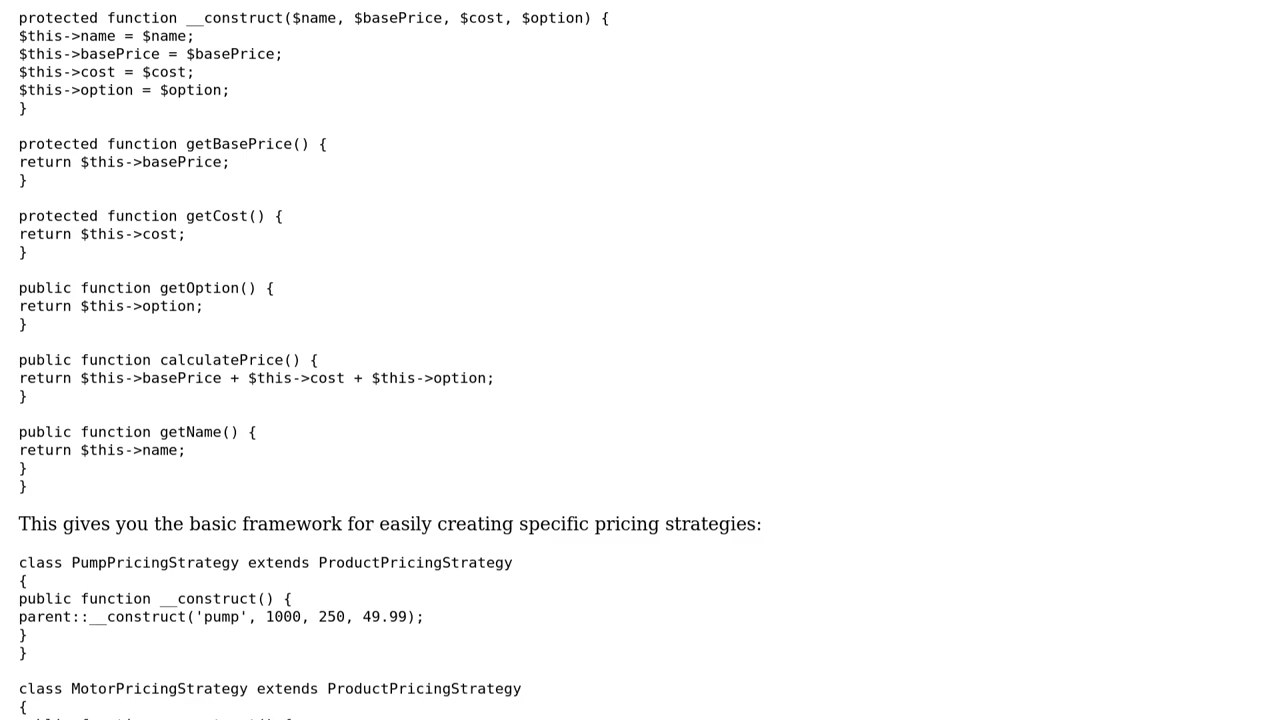 protected function __construct($name, $basePrice, $cost, $option) {
$this->name = $name;
$this->basePrice = $basePrice;
$this->cost = $cost;
$this->option = $option;
}

protected function getBasePrice() {
return $this->basePrice;
}

protected function getCost() {
return $this->cost;
}

public function getOption() {
return $this->option;
}

public function calculatePrice() {
return $this->basePrice + $this->cost + $this->option;
}

public function getName() {
return $this->name;
}
}

This gives you the basic framework for easily creating specific pricing strategies:

class PumpPricingStrategy extends ProductPricingStrategy
{
public function __construct() {
parent::__construct('pump', 1000, 250, 49.99);
}
}

class MotorPricingStrategy extends ProductPricingStrategy
{